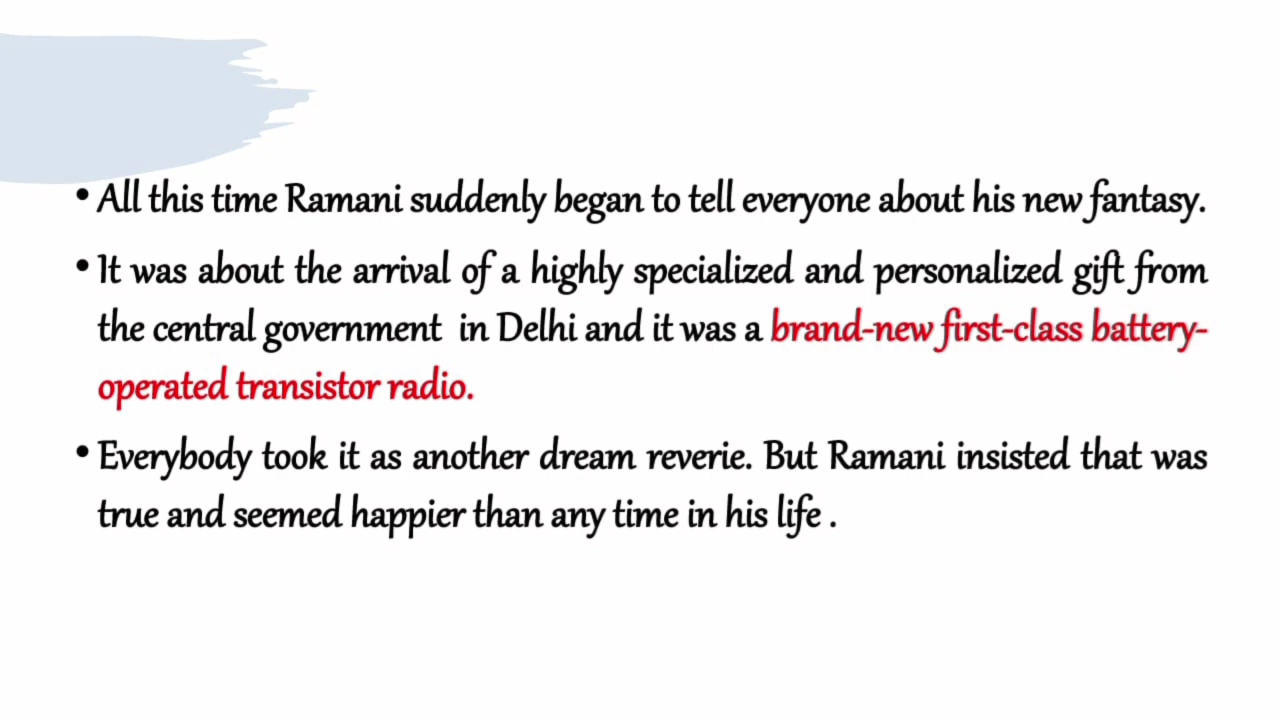 • All this time Ramani suddenly began to tell everyone about his new fantasy.
• It was about the arrival of a highly specialized and personalized gift from
the central government in Delhi and it was a brand-new first-class battery-
operated transistor radio.
• Everybody took it as another dream reverie. But Ramani insisted that was
true and seemed happier than any time in his life .